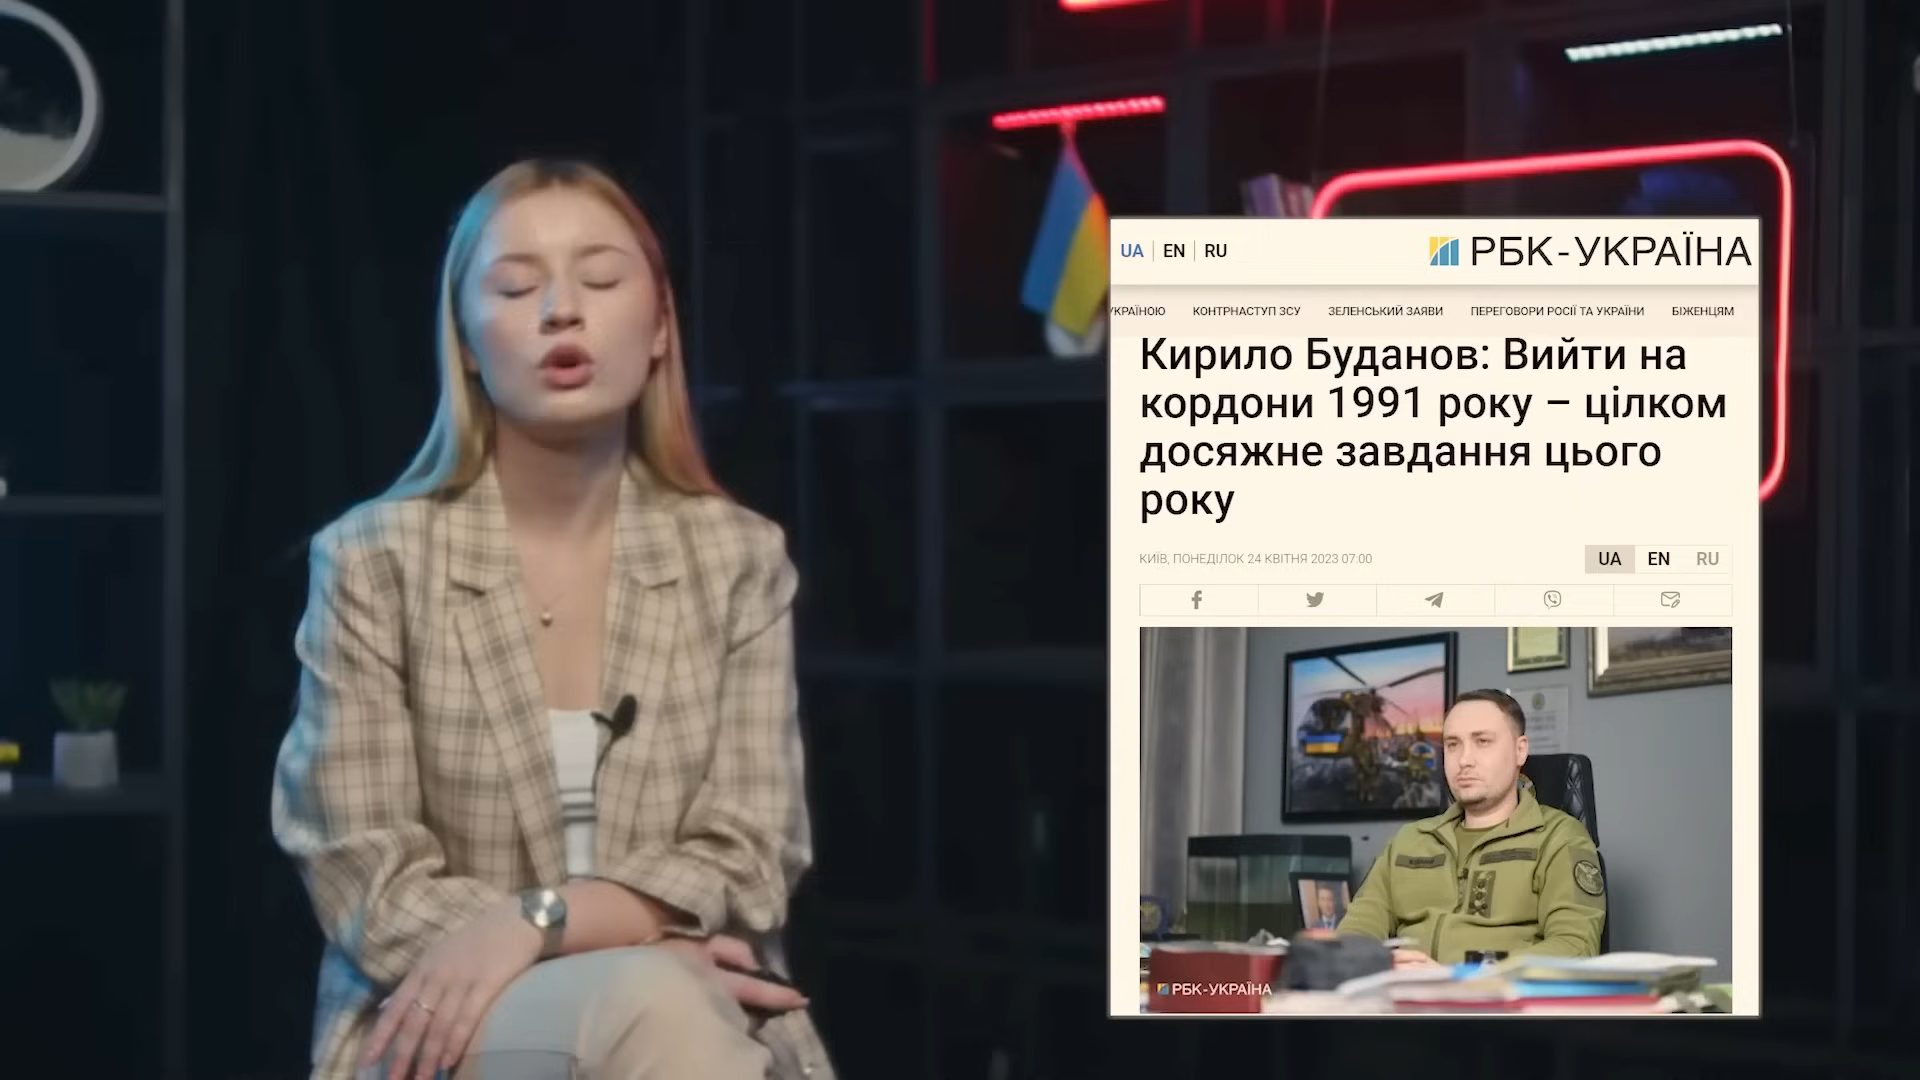 UA EN RU
РБК-УКРАЇНА
КРАЇНОЮ КОНТРНАСТУП ЗСУ ЗЕЛЕНСЬКИЙ ЗАЯВИ ПЕРЕГОВОРИ РОСІЇ ТА УКРАЇНИ БІЖЕНЦЯМ
Кирило Буданов: Вийти на
кордони 1991 року – цілком
досяжне завдання цього
року
КИЇВ, ПОНЕДІЛОК 24 КВІТНЯ 2023 07:00
UA EN RU
РБК-УКРАЇНА